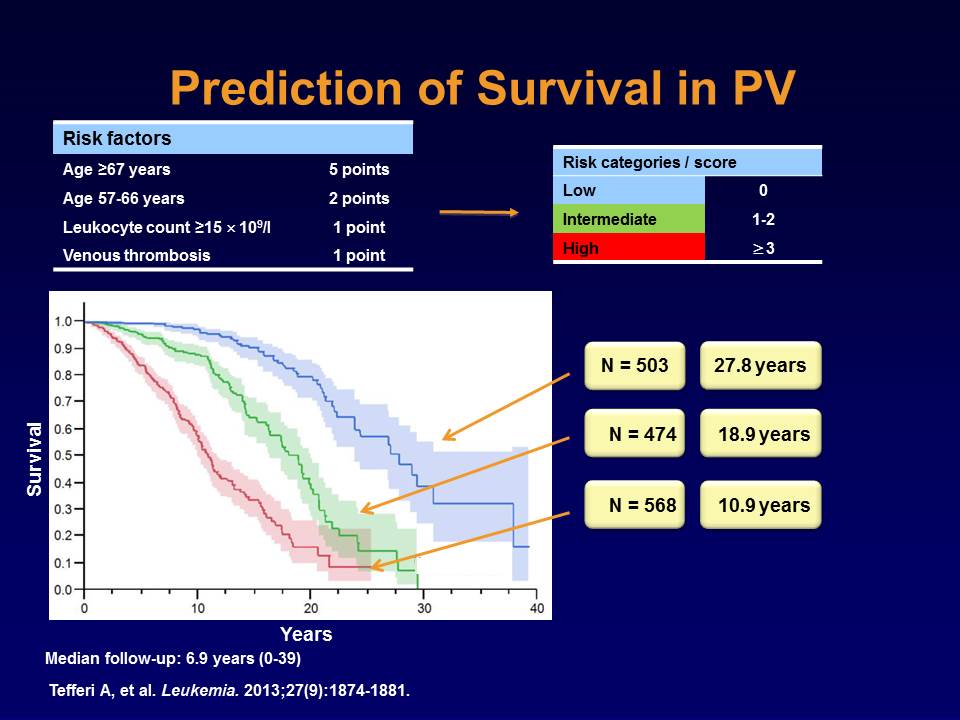 Prediction of Survival in PV
Risk factors
Age ≥67 years 5 points
Age 57-66 years 2 points
Leukocyte count ≥15 × 10⁹/l 1 point
Venous thrombosis 1 point
Risk categories / score
Low 0
Intermediate 1-2
High ≥ 3
1.0
0.9
0.8
0.7
0.6
0.5
0.4
0.3
0.2
0.1
0.0
0 10 20 30 40
Survival
Years
N = 503 27.8 years
N = 474 18.9 years
N = 568 10.9 years
Median follow-up: 6.9 years (0-39)
Tefferi A, et al. Leukemia. 2013;27(9):1874-1881.